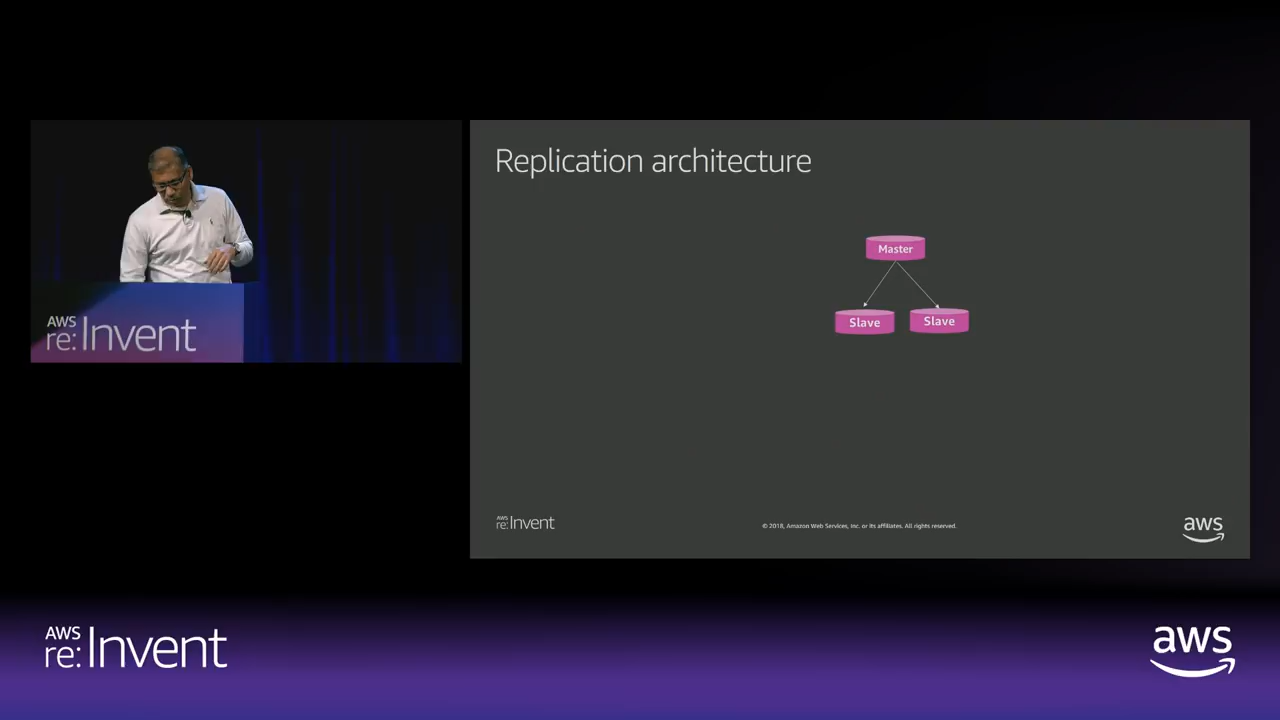 Replication architecture
Master
Slave
Slave
AWS
re:Invent
AWS
re:Invent
© 2018, Amazon Web Services, Inc. or its affiliates. All rights reserved.
aws
AWS
re:Invent
aws